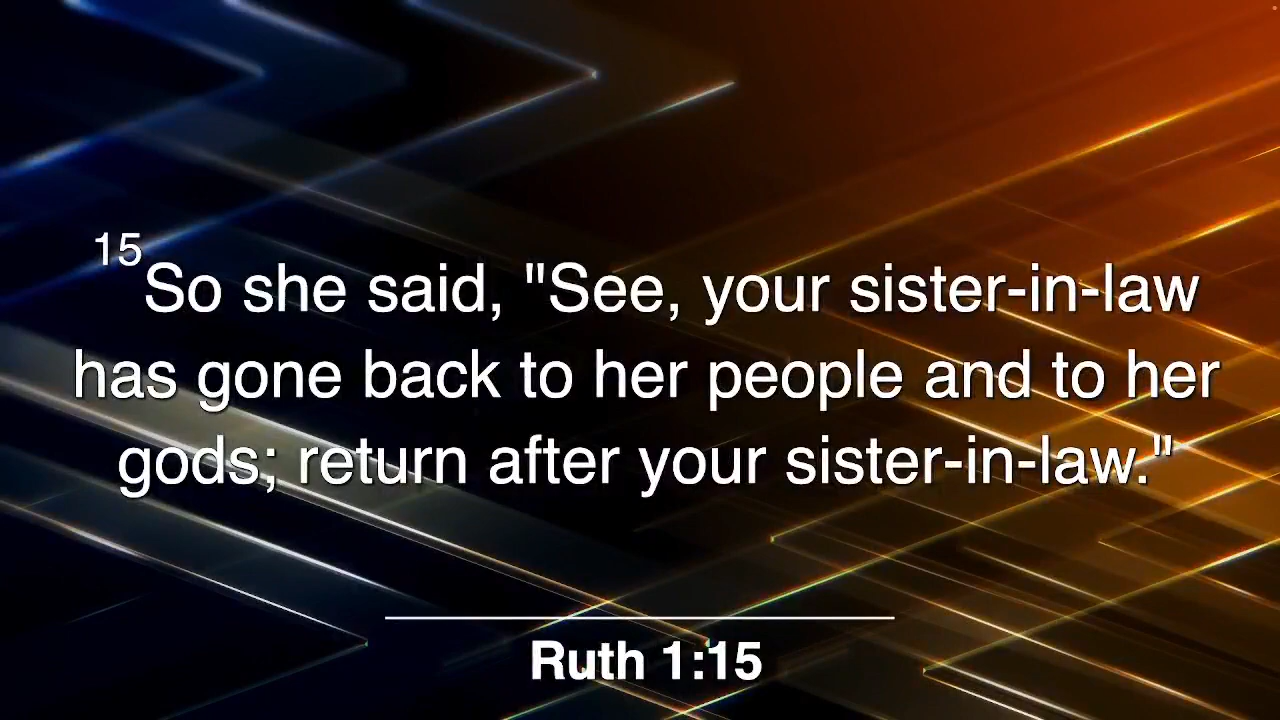 15So she said, "See, your sister-in-law
has gone back to her people and to her
gods; return after your sister-in-law."
Ruth 1:15